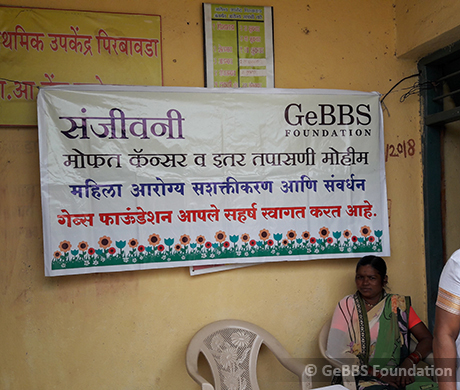 प्राथमिक उपकेंद्र पिरबावडा
संजीवनी
GeBBS
FOUNDATION
मोफत कॅन्सर व इतर तपासणी मोहीम
महिला आरोग्य सशक्तीकरण आणि संवर्धन
गेब्स फाऊंडेशन आपले सहर्ष स्वागत करत आहे.
2018
© GeBBS Foundation